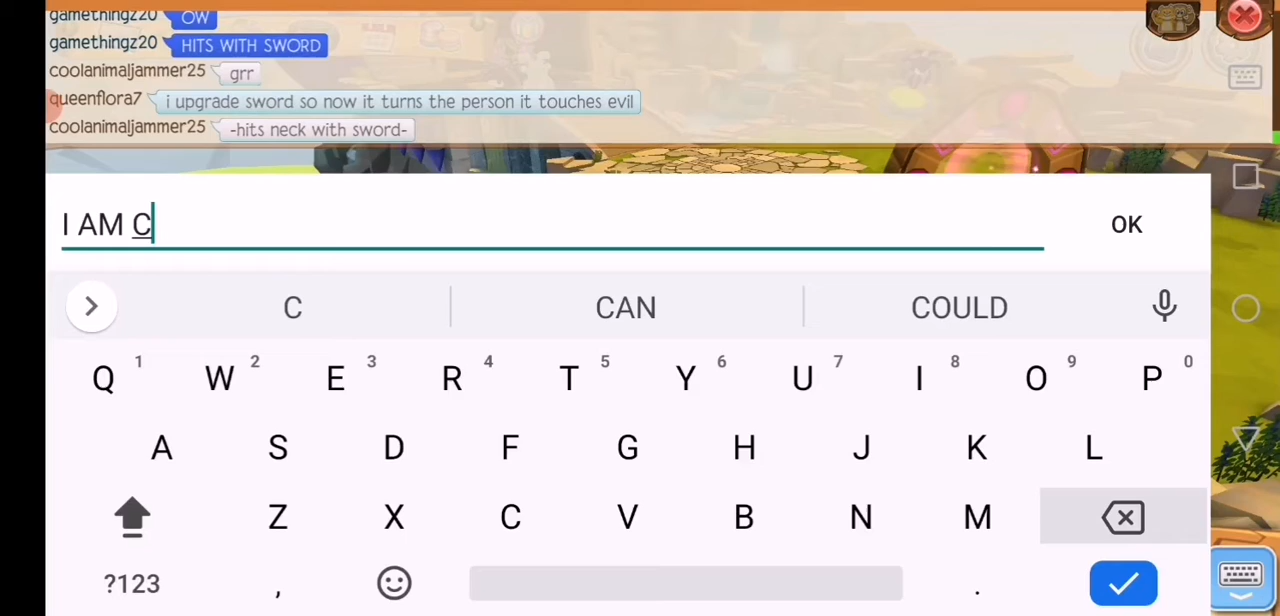 gamethingz20 OW
gamethingz20 HITS WITH SWORD
coolanimaljammer25 grr
queenflora7 i upgrade sword so now it turns the person it touches evil
coolanimaljammer25 -hits neck with sword-
I AM C OK
C CAN COULD
Q 1 W 2 E 3 R 4 T 5 Y 6 U 7 I 8 O 9 P 0
A S D F G H J K L
Z X C V B N M
?123 , .